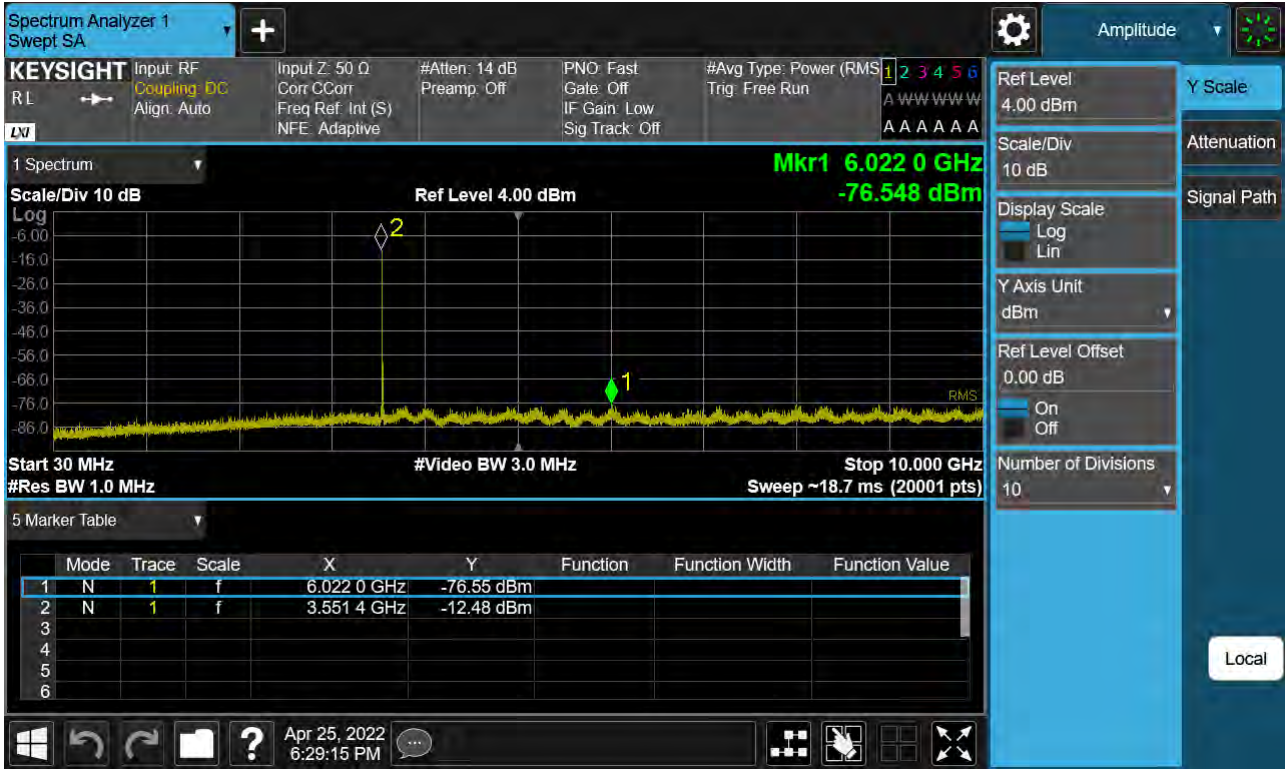 Spectrum Analyzer 1
Swept SA
Amplitude
KEYSIGHT
RL
LXI
Input: RF
Coupling: DC
Align: Auto
Input Z: 50 Ω
Corr CCorr
Freq Ref: Int (S)
NFE: Adaptive
#Atten: 14 dB
Preamp: Off
PNO: Fast
Gate: Off
IF Gain: Low
Sig Track: Off
#Avg Type: Power (RMS
Trig: Free Run
1 2 3 4 5 6
A W W W W W
A A A A A A
1 Spectrum
Mkr1 6.022 0 GHz
-76.548 dBm
Scale/Div 10 dB
Ref Level 4.00 dBm
Log
-6.00
-16.0
-26.0
-36.0
-46.0
-56.0
-66.0
-76.0
-86.0
2
1
RMS
Start 30 MHz
#Video BW 3.0 MHz
Stop 10.000 GHz
#Res BW 1.0 MHz
Sweep ~18.7 ms (20001 pts)
5 Marker Table
Mode Trace Scale X Y Function Function Width Function Value
1 N 1 f 6.022 0 GHz -76.55 dBm
2 N 1 f 3.551 4 GHz -12.48 dBm
3
4
5
6
Ref Level
4.00 dBm
Scale/Div
10 dB
Display Scale
Log
Lin
Y Axis Unit
dBm
Ref Level Offset
0.00 dB
On
Off
Number of Divisions
10
Y Scale
Attenuation
Signal Path
Local
?
Apr 25, 2022
6:29:15 PM